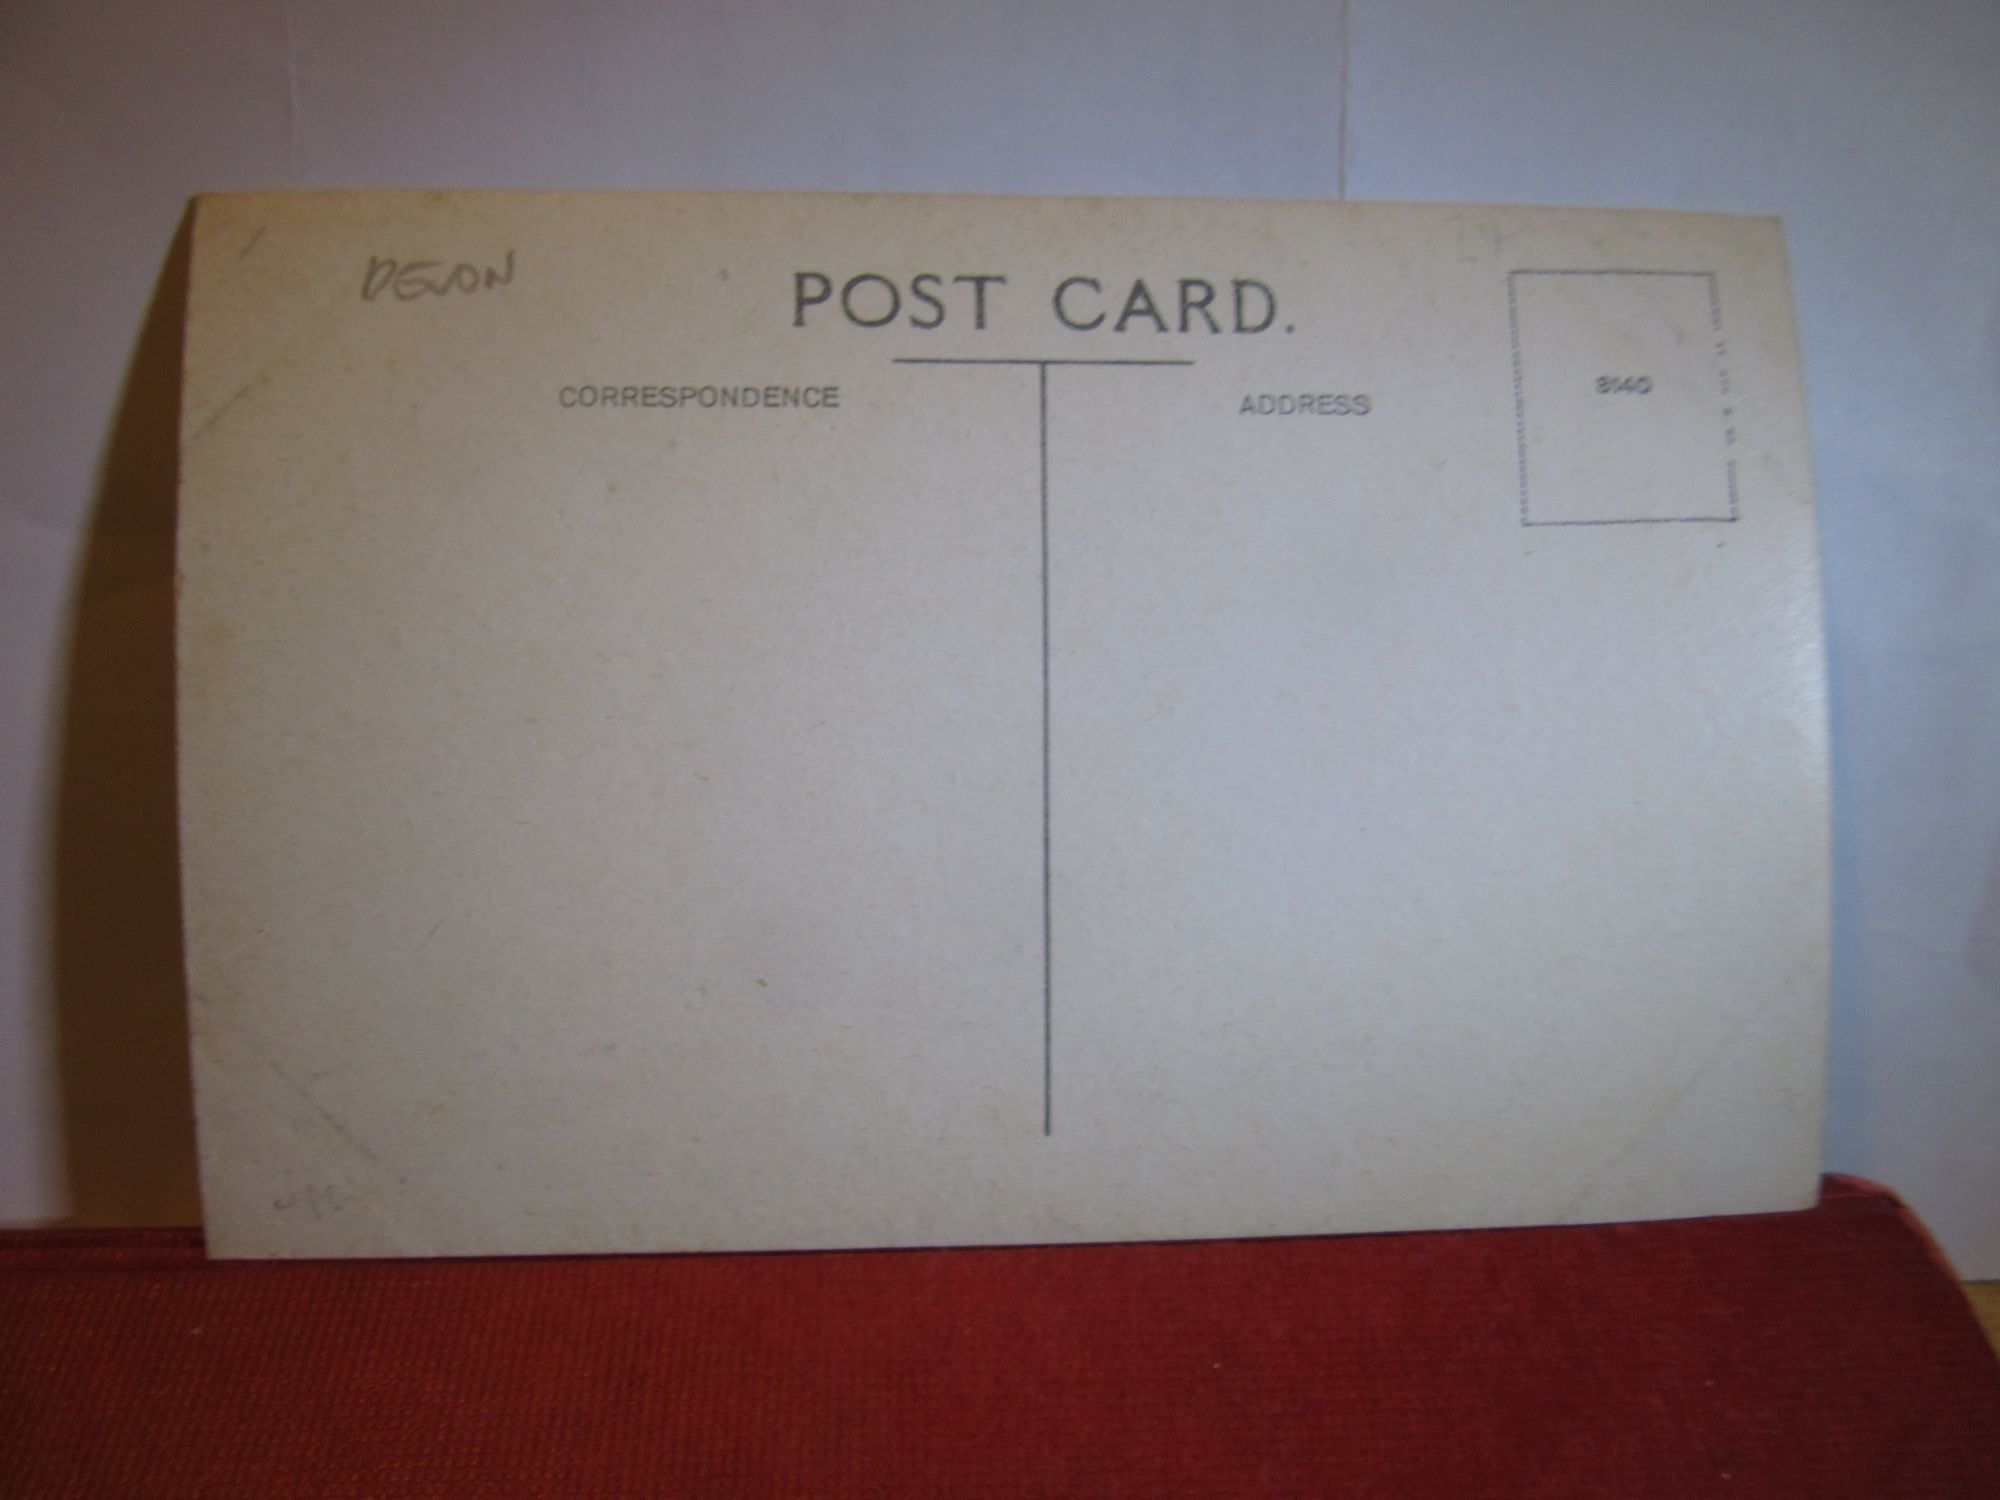 DEVON
POST CARD.
CORRESPONDENCE
ADDRESS
8140